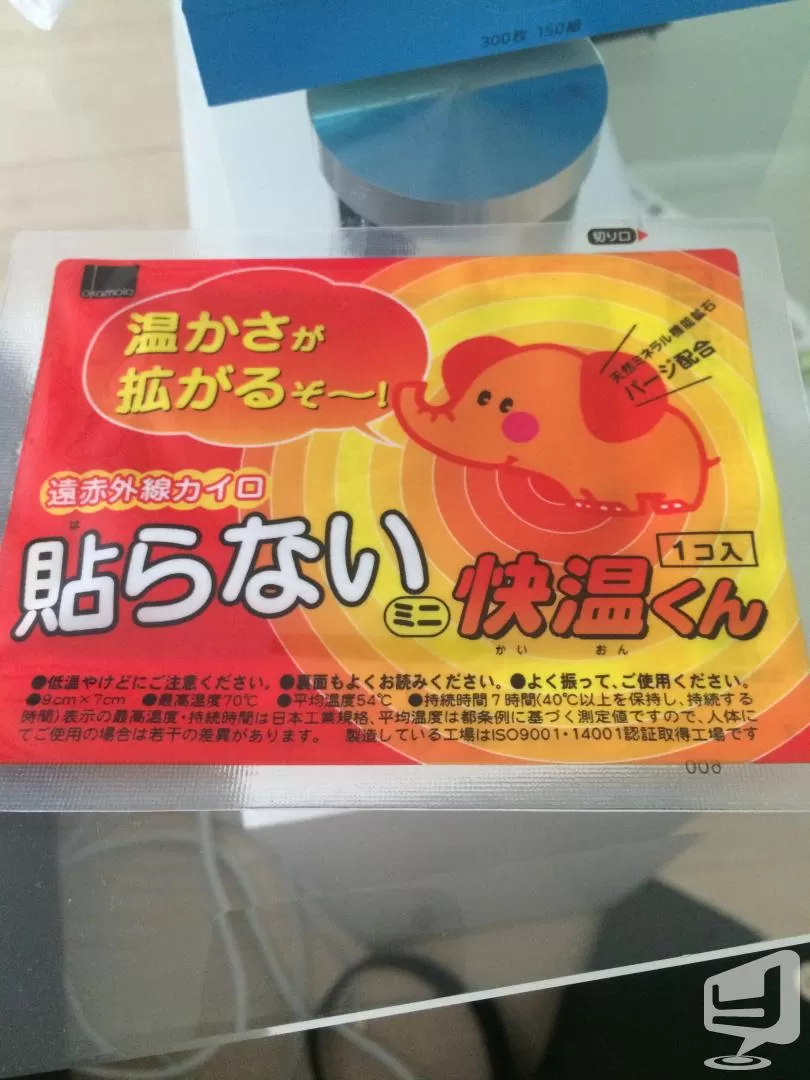 300枚 150組
切り口
okamoto
温かさが
拡がるぞ〜!
天然ミネラル機能鉱石
バージ配合
遠赤外線カイロ
は
貼らない
ミニ
快温くん
かいおん
1コ入
●低温やけどにご注意ください。●裏面もよくお読みください。●よく振って、ご使用ください。
●9cm×7cm ●最高温度70℃ ●平均温度54℃ ●持続時間7時間(40℃以上を保持し、持続する
時間)表示の最高温度・持続時間は日本工業規格、平均温度は都条例に基づく測定値ですので、人体に
てご使用の場合は若干の差異があります。 製造している工場はISO9001・14001認証取得工場です